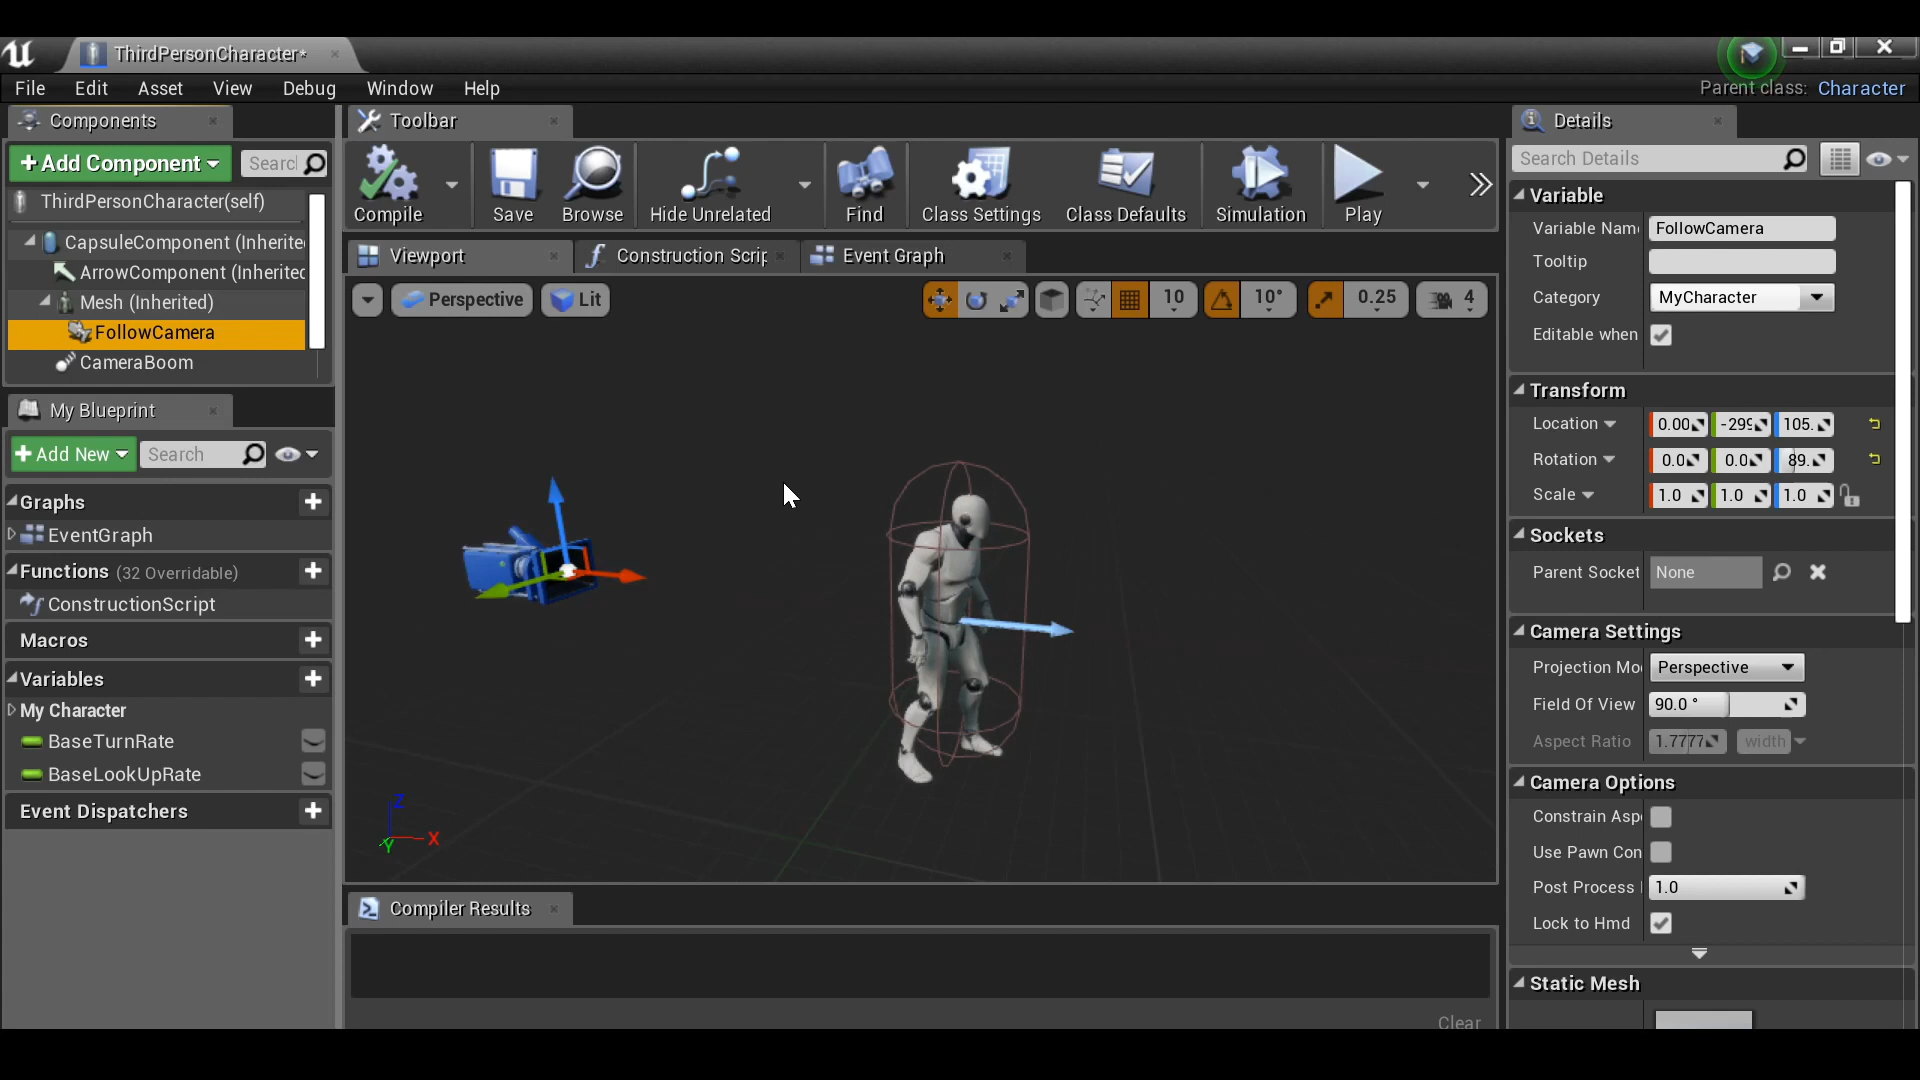 ThirdPersonCharacter*
File Edit Asset View Debug Window Help
Parent class: Character
Components
+ Add Component
Searcl
ThirdPersonCharacter(self)
CapsuleComponent (Inherite
ArrowComponent (Inheritec
Mesh (Inherited)
FollowCamera
CameraBoom
My Blueprint
+ Add New
Search
Graphs
EventGraph
Functions (32 Overridable)
ConstructionScript
Macros
Variables
My Character
BaseTurnRate
BaseLookUpRate
Event Dispatchers
Toolbar
Compile
Save
Browse
Hide Unrelated
Find
Class Settings
Class Defaults
Simulation
Play
Viewport
Construction Scrip
Event Graph
Perspective
Lit
10
10°
0.25
4
Z
X
Y
Compiler Results
Clear
Details
Search Details
Variable
Variable Nam FollowCamera
Tooltip
Category MyCharacter
Editable when
Transform
Location 0.00 -299 105.
Rotation 0.0 0.0 89.
Scale 1.0 1.0 1.0
Sockets
Parent Socket None
Camera Settings
Projection Mo Perspective
Field Of View 90.0 °
Aspect Ratio 1.7777 width
Camera Options
Constrain Asp
Use Pawn Con
Post Process 1.0
Lock to Hmd
Static Mesh